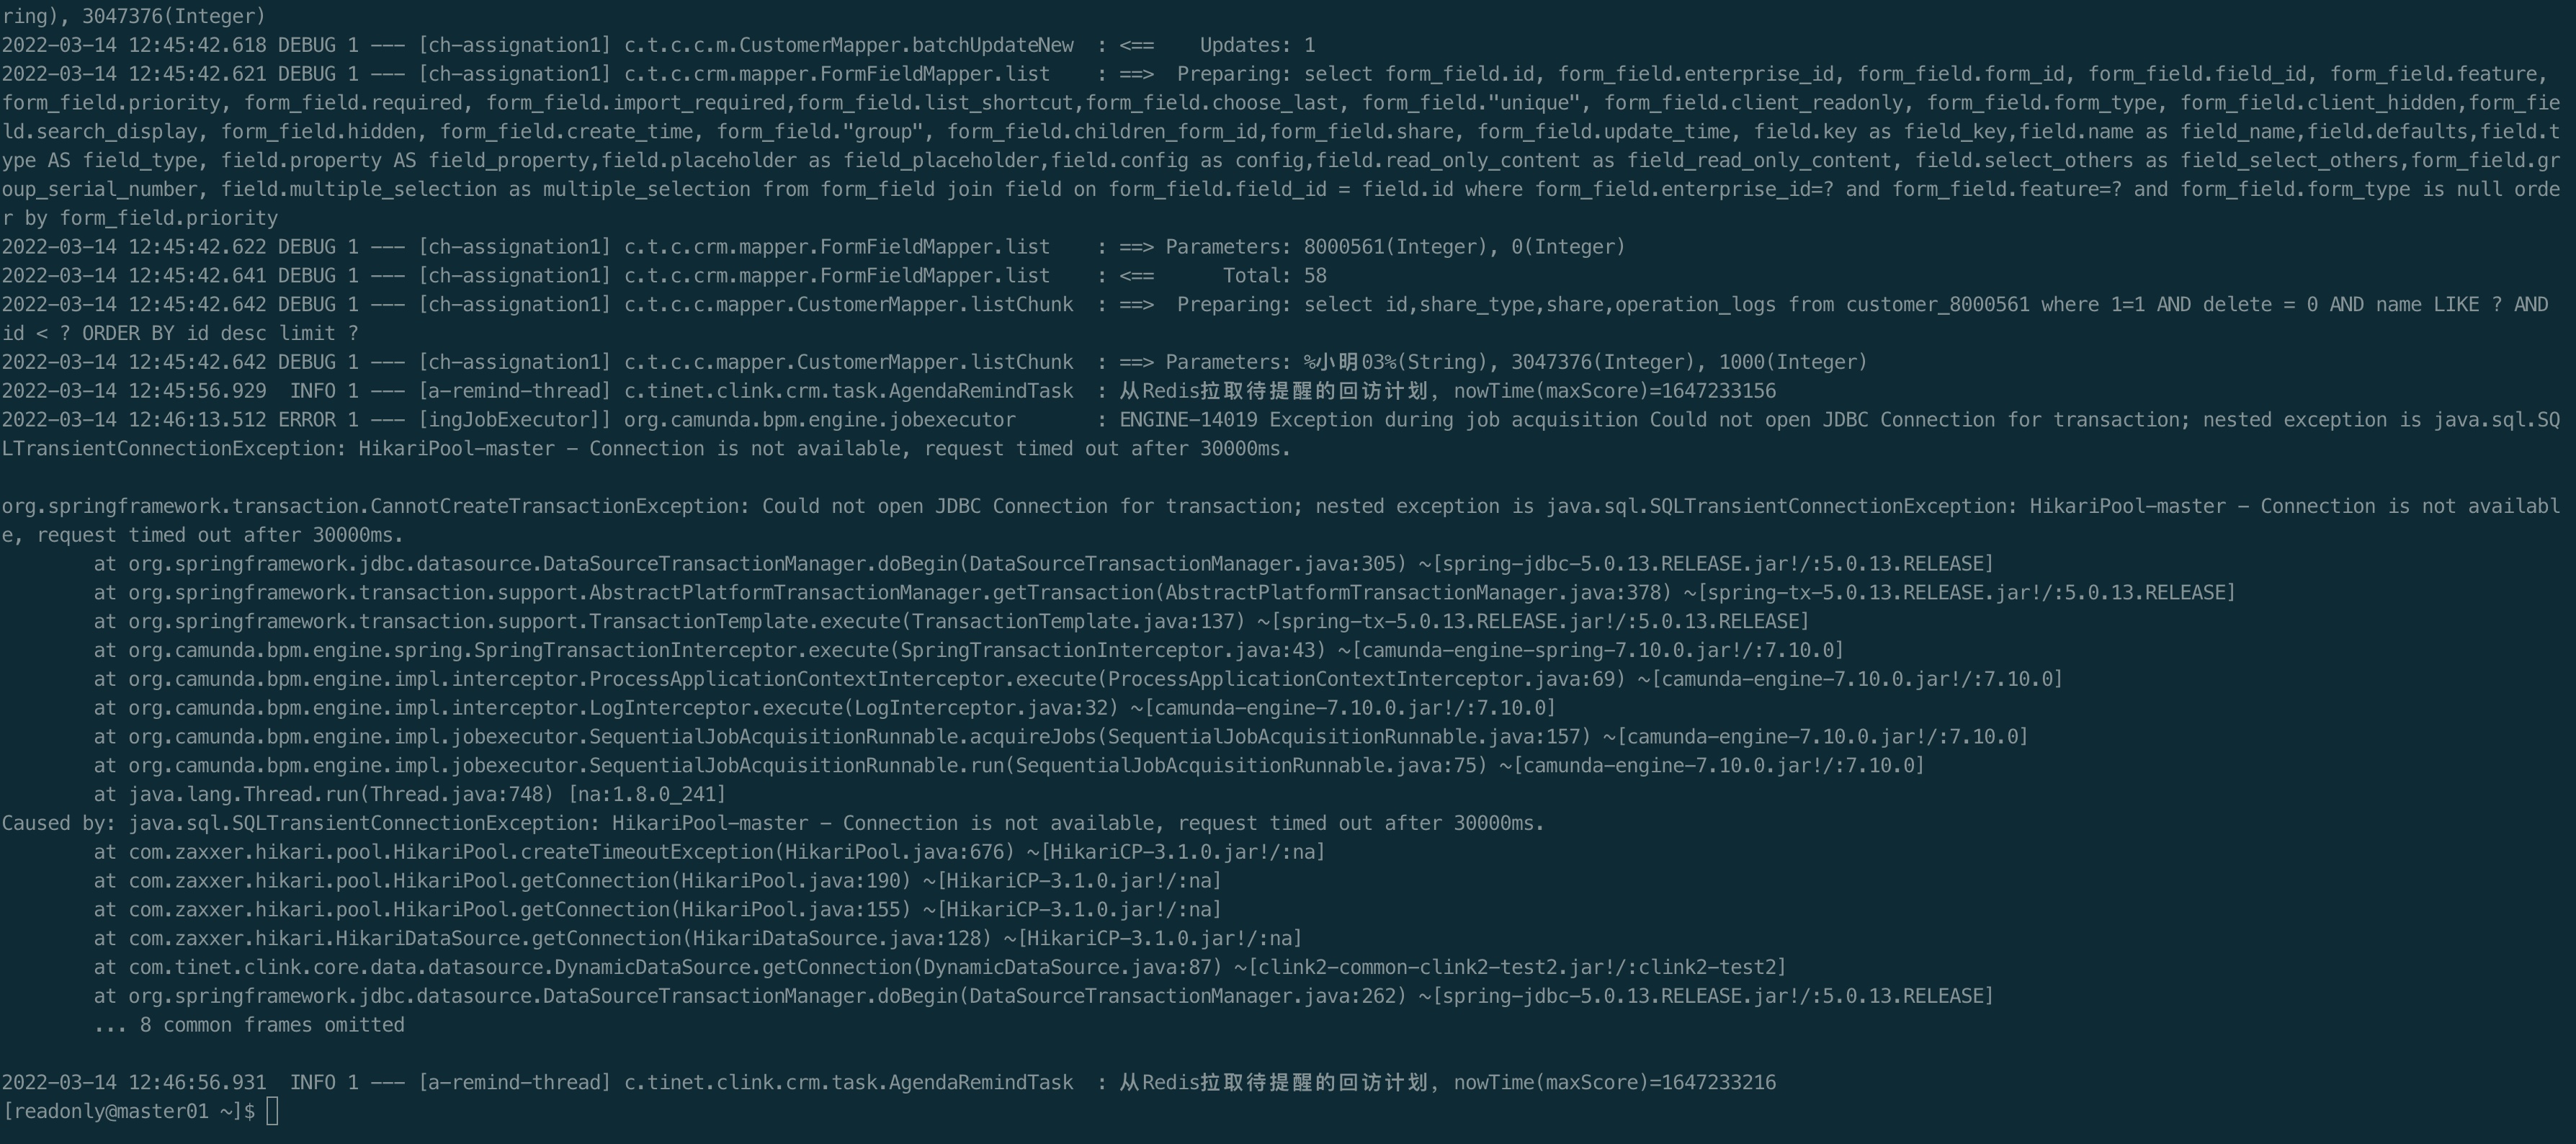 ring), 3047376(Integer)
2022-03-14 12:45:42.618 DEBUG 1 --- [ch-assignation1] c.t.c.c.m.CustomerMapper.batchUpdateNew  : <==    Updates: 1
2022-03-14 12:45:42.621 DEBUG 1 --- [ch-assignation1] c.t.c.crm.mapper.FormFieldMapper.list    : ==>  Preparing: select form_field.id, form_field.enterprise_id, form_field.form_id, form_field.field_id, form_field.feature,
form_field.priority, form_field.required, form_field.import_required,form_field.list_shortcut,form_field.choose_last, form_field."unique", form_field.client_readonly, form_field.form_type, form_field.client_hidden,form_fie
ld.search_display, form_field.hidden, form_field.create_time, form_field."group", form_field.children_form_id,form_field.share, form_field.update_time, field.key as field_key,field.name as field_name,field.defaults,field.t
ype AS field_type, field.property AS field_property,field.placeholder as field_placeholder,field.config as config,field.read_only_content as field_read_only_content, field.select_others as field_select_others,form_field.gr
oup_serial_number, field.multiple_selection as multiple_selection from form_field join field on form_field.field_id = field.id where form_field.enterprise_id=? and form_field.feature=? and form_field.form_type is null orde
r by form_field.priority
2022-03-14 12:45:42.622 DEBUG 1 --- [ch-assignation1] c.t.c.crm.mapper.FormFieldMapper.list    : ==> Parameters: 8000561(Integer), 0(Integer)
2022-03-14 12:45:42.641 DEBUG 1 --- [ch-assignation1] c.t.c.crm.mapper.FormFieldMapper.list    : <==      Total: 58
2022-03-14 12:45:42.642 DEBUG 1 --- [ch-assignation1] c.t.c.c.mapper.CustomerMapper.listChunk  : ==>  Preparing: select id,share_type,share,operation_logs from customer_8000561 where 1=1 AND delete = 0 AND name LIKE ? AND
id < ? ORDER BY id desc limit ?
2022-03-14 12:45:42.642 DEBUG 1 --- [ch-assignation1] c.t.c.c.mapper.CustomerMapper.listChunk  : ==> Parameters: %小明03%(String), 3047376(Integer), 1000(Integer)
2022-03-14 12:45:56.929  INFO 1 --- [a-remind-thread] c.tinet.clink.crm.task.AgendaRemindTask  : 从Redis拉取待提醒的回访计划, nowTime(maxScore)=1647233156
2022-03-14 12:46:13.512 ERROR 1 --- [ingJobExecutor]] org.camunda.bpm.engine.jobexecutor       : ENGINE-14019 Exception during job acquisition Could not open JDBC Connection for transaction; nested exception is java.sql.SQ
LTransientConnectionException: HikariPool-master - Connection is not available, request timed out after 30000ms.
org.springframework.transaction.CannotCreateTransactionException: Could not open JDBC Connection for transaction; nested exception is java.sql.SQLTransientConnectionException: HikariPool-master - Connection is not availabl
e, request timed out after 30000ms.
        at org.springframework.jdbc.datasource.DataSourceTransactionManager.doBegin(DataSourceTransactionManager.java:305) ~[spring-jdbc-5.0.13.RELEASE.jar!/:5.0.13.RELEASE]
        at org.springframework.transaction.support.AbstractPlatformTransactionManager.getTransaction(AbstractPlatformTransactionManager.java:378) ~[spring-tx-5.0.13.RELEASE.jar!/:5.0.13.RELEASE]
        at org.springframework.transaction.support.TransactionTemplate.execute(TransactionTemplate.java:137) ~[spring-tx-5.0.13.RELEASE.jar!/:5.0.13.RELEASE]
        at org.camunda.bpm.engine.spring.SpringTransactionInterceptor.execute(SpringTransactionInterceptor.java:43) ~[camunda-engine-spring-7.10.0.jar!/:7.10.0]
        at org.camunda.bpm.engine.impl.interceptor.ProcessApplicationContextInterceptor.execute(ProcessApplicationContextInterceptor.java:69) ~[camunda-engine-7.10.0.jar!/:7.10.0]
        at org.camunda.bpm.engine.impl.interceptor.LogInterceptor.execute(LogInterceptor.java:32) ~[camunda-engine-7.10.0.jar!/:7.10.0]
        at org.camunda.bpm.engine.impl.jobexecutor.SequentialJobAcquisitionRunnable.acquireJobs(SequentialJobAcquisitionRunnable.java:157) ~[camunda-engine-7.10.0.jar!/:7.10.0]
        at org.camunda.bpm.engine.impl.jobexecutor.SequentialJobAcquisitionRunnable.run(SequentialJobAcquisitionRunnable.java:75) ~[camunda-engine-7.10.0.jar!/:7.10.0]
        at java.lang.Thread.run(Thread.java:748) [na:1.8.0_241]
Caused by: java.sql.SQLTransientConnectionException: HikariPool-master - Connection is not available, request timed out after 30000ms.
        at com.zaxxer.hikari.pool.HikariPool.createTimeoutException(HikariPool.java:676) ~[HikariCP-3.1.0.jar!/:na]
        at com.zaxxer.hikari.pool.HikariPool.getConnection(HikariPool.java:190) ~[HikariCP-3.1.0.jar!/:na]
        at com.zaxxer.hikari.pool.HikariPool.getConnection(HikariPool.java:155) ~[HikariCP-3.1.0.jar!/:na]
        at com.zaxxer.hikari.HikariDataSource.getConnection(HikariDataSource.java:128) ~[HikariCP-3.1.0.jar!/:na]
        at com.tinet.clink.core.data.datasource.DynamicDataSource.getConnection(DynamicDataSource.java:87) ~[clink2-common-clink2-test2.jar!/:clink2-test2]
        at org.springframework.jdbc.datasource.DataSourceTransactionManager.doBegin(DataSourceTransactionManager.java:262) ~[spring-jdbc-5.0.13.RELEASE.jar!/:5.0.13.RELEASE]
        ... 8 common frames omitted
2022-03-14 12:46:56.931  INFO 1 --- [a-remind-thread] c.tinet.clink.crm.task.AgendaRemindTask  : 从Redis拉取待提醒的回访计划, nowTime(maxScore)=1647233216
[readonly@master01 ~]$